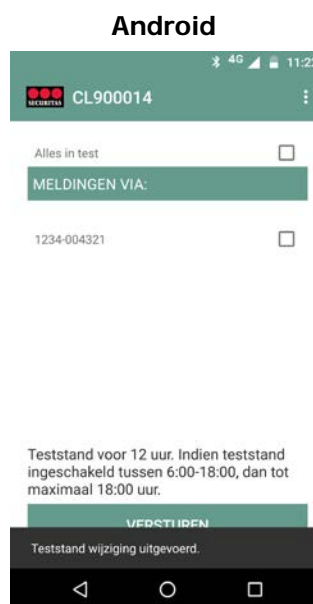 Android
4G 11:22
SECURITAS CL900014
Alles in test
MELDINGEN VIA:
1234-004321
Teststand voor 12 uur. Indien teststand
ingeschakeld tussen 6:00-18:00, dan tot
maximaal 18:00 uur.
VERSTUREN
Teststand wijziging uitgevoerd.